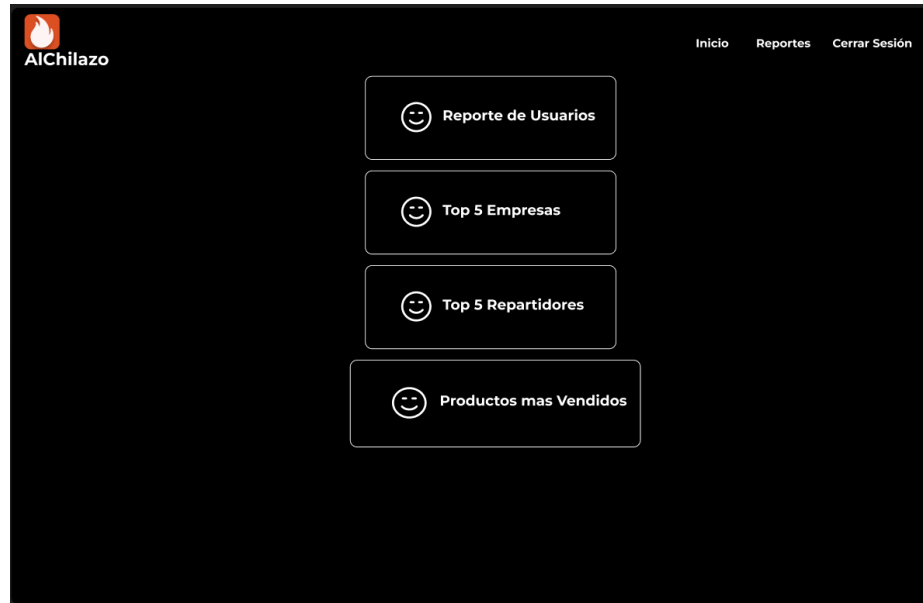 AlChilazo
Inicio Reportes Cerrar Sesión
Reporte de Usuarios
Top 5 Empresas
Top 5 Repartidores
Productos mas Vendidos